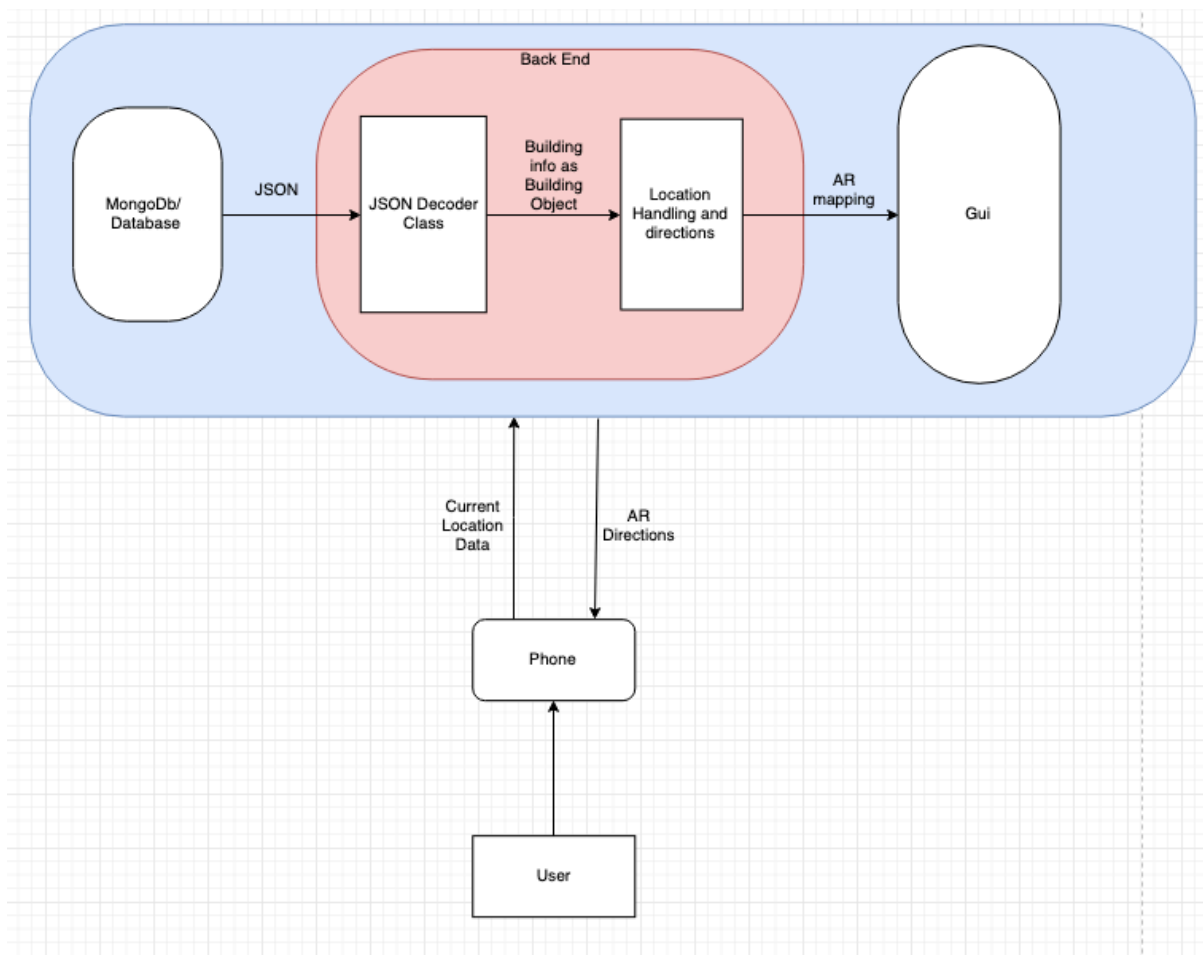 Back End
MongoDb/
Database
JSON
JSON Decoder
Class
Building
info as
Building
Object
Location
Handling and
directions
AR
mapping
Gui
Current
Location
Data
AR
Directions
Phone
User